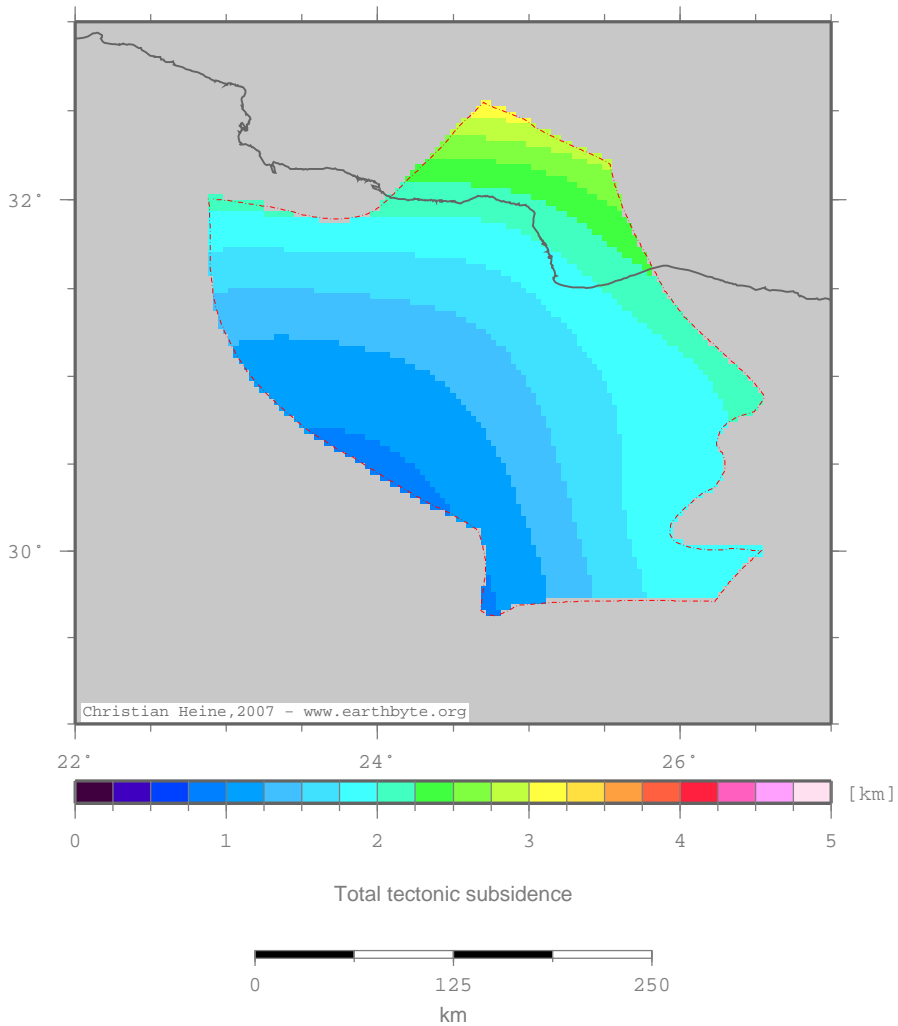 32°
30°
Christian Heine,2007 - www.earthbyte.org
22° 24° 26°
[km]
0 1 2 3 4 5
Total tectonic subsidence
0 125 250
km